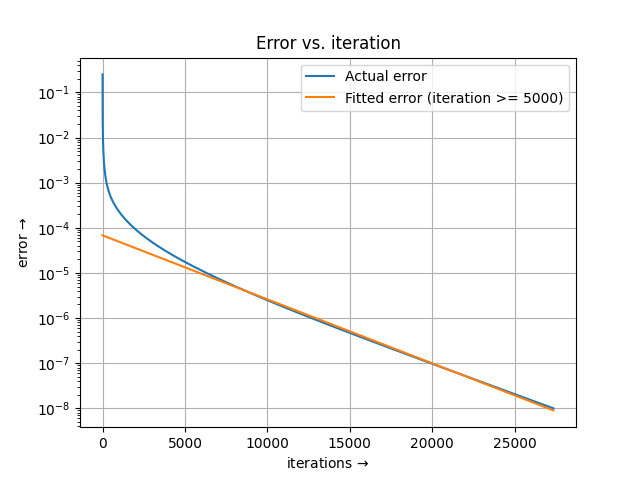 Error vs. iteration
Actual error
Fitted error (iteration >= 5000)
error →
10⁻¹
10⁻²
10⁻³
10⁻⁴
10⁻⁵
10⁻⁶
10⁻⁷
10⁻⁸
0 5000 10000 15000 20000 25000
iterations →